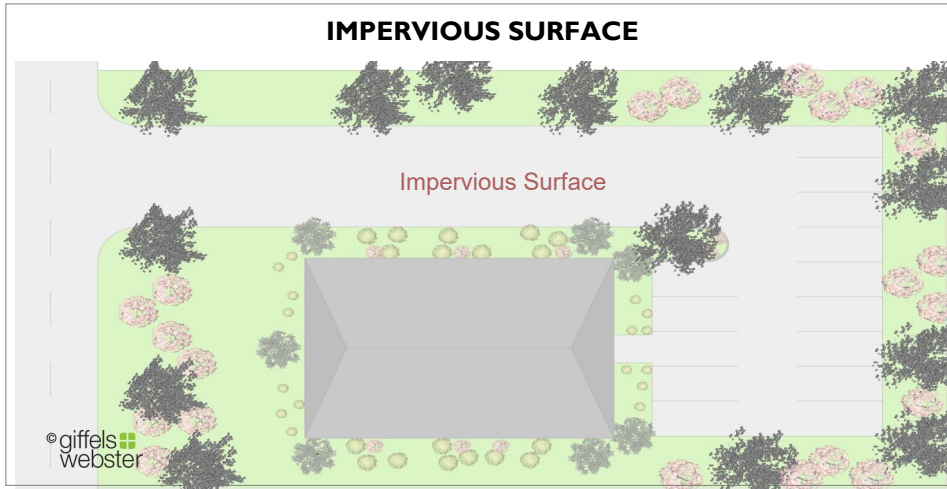 IMPERVIOUS SURFACE
Impervious Surface
© giffels
webster